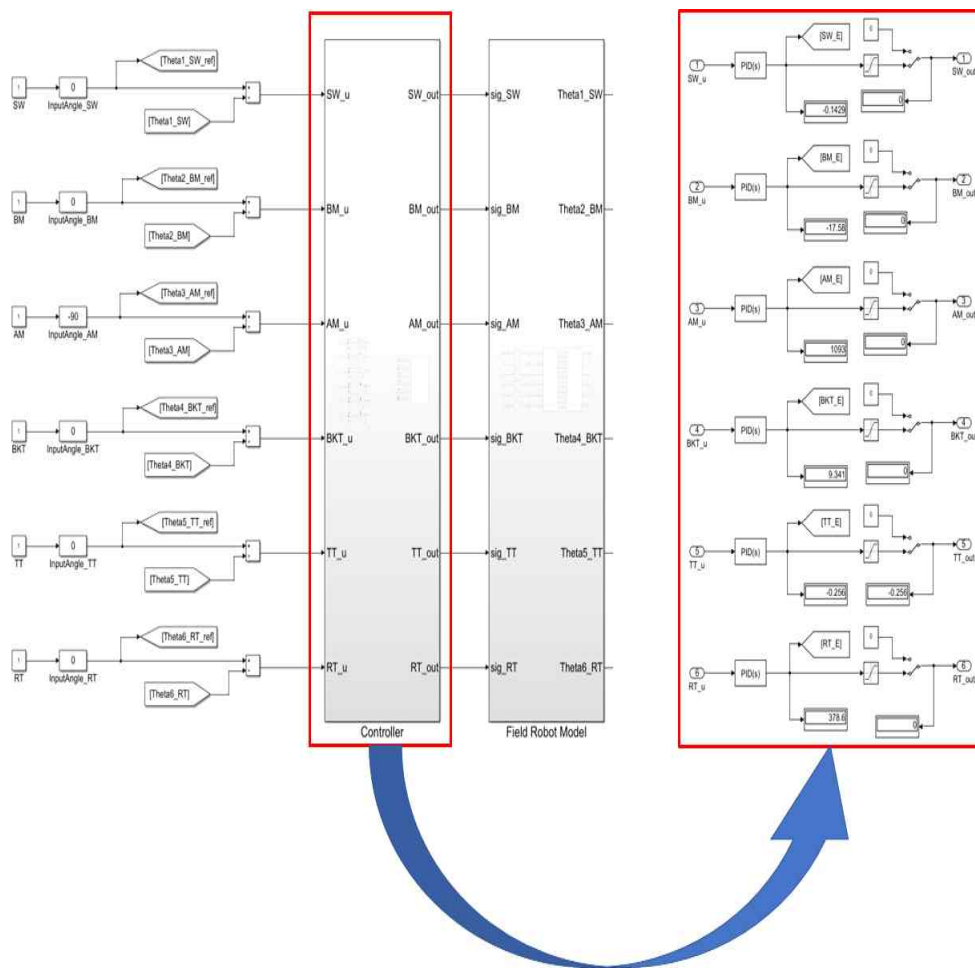 [Theta1_SW_ref]
1
SW
0
InputAngle_SW
[Theta1_SW]
[Theta2_BM_ref]
1
BM
0
InputAngle_BM
[Theta2_BM]
[Theta3_AM_ref]
1
AM
-90
InputAngle_AM
[Theta3_AM]
[Theta4_BKT_ref]
1
BKT
0
InputAngle_BKT
[Theta4_BKT]
[Theta5_TT_ref]
1
TT
0
InputAngle_TT
[Theta5_TT]
[Theta6_RT_ref]
1
RT
0
InputAngle_RT
[Theta6_RT]
SW_u SW_out
BM_u BM_out
AM_u AM_out
BKT_u BKT_out
TT_u TT_out
RT_u RT_out
Controller
sig_SW Theta1_SW
sig_BM Theta2_BM
sig_AM Theta3_AM
sig_BKT Theta4_BKT
sig_TT Theta5_TT
sig_RT Theta6_RT
Field Robot Model
[SW_E]
0
1
SW_u
PID(s)
1
SW_out
-0.1429
0
[BM_E]
0
2
BM_u
PID(s)
2
BM_out
-17.58
0
[AM_E]
0
3
AM_u
PID(s)
3
AM_out
1093
0
[BKT_E]
0
4
BKT_u
PID(s)
4
BKT_out
9.341
0
[TT_E]
0
5
TT_u
PID(s)
5
TT_out
-0.256
-0.256
[RT_E]
0
6
RT_u
PID(s)
6
RT_out
378.6
0